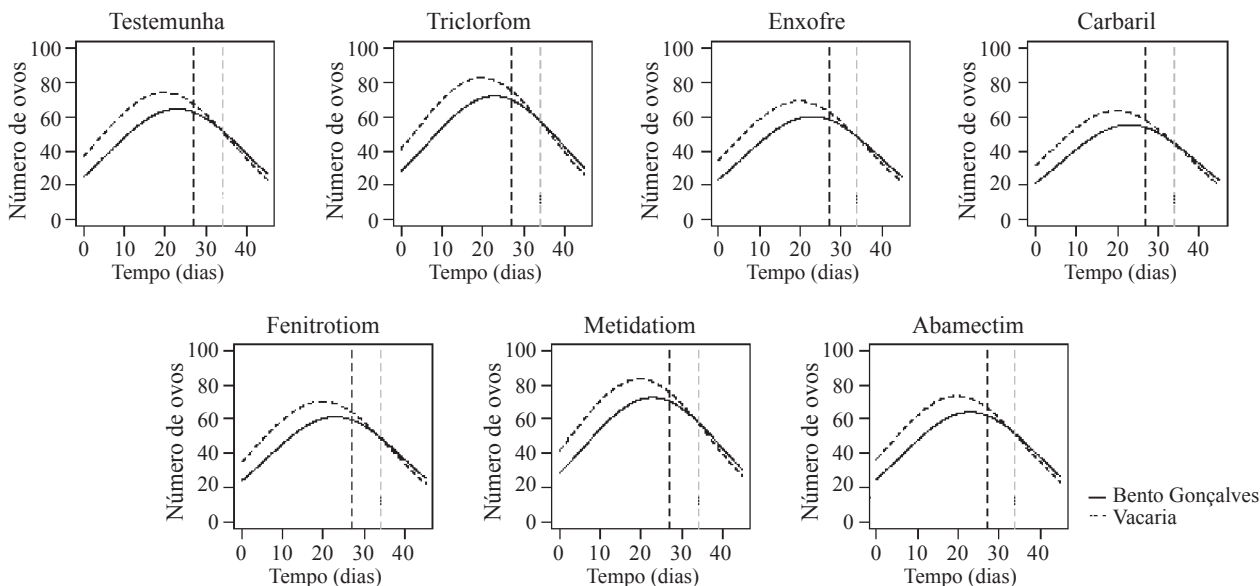 Testemunha
Triclorfom
Enxofre
Carbaril
Número de ovos
100
80
60
40
20
0
0 10 20 30 40
Tempo (dias)
Número de ovos
100
80
60
40
20
0
0 10 20 30 40
Tempo (dias)
Número de ovos
100
80
60
40
20
0
0 10 20 30 40
Tempo (dias)
Número de ovos
100
80
60
40
20
0
0 10 20 30 40
Tempo (dias)
Fenitrotiom
Metidatiom
Abamectim
Número de ovos
100
80
60
40
20
0
0 10 20 30 40
Tempo (dias)
Número de ovos
100
80
60
40
20
0
0 10 20 30 40
Tempo (dias)
Número de ovos
100
80
60
40
20
0
0 10 20 30 40
Tempo (dias)
Bento Gonçalves
Vacaria